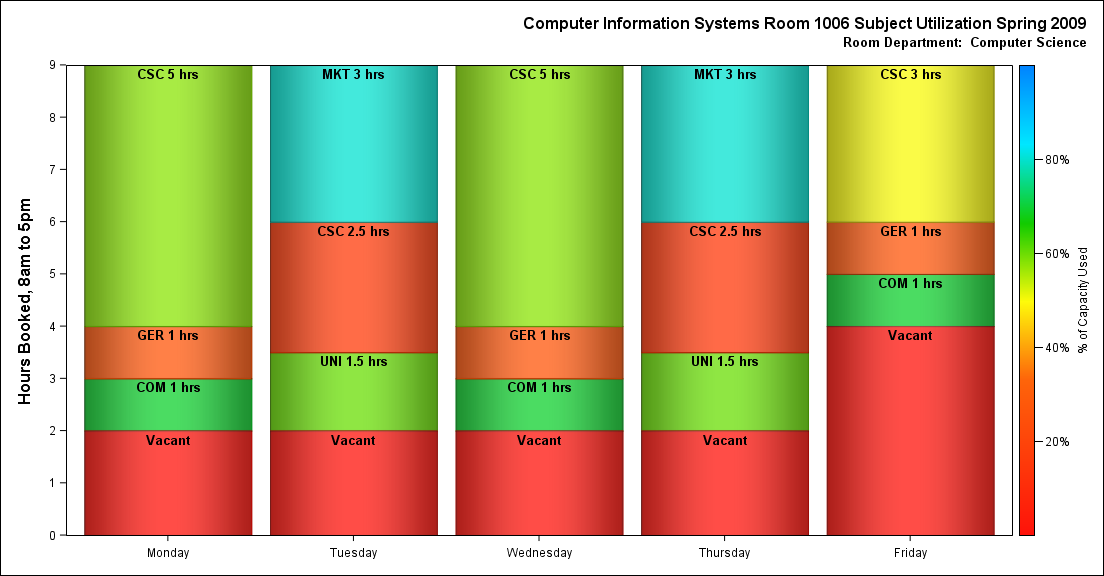 Computer Information Systems Room 1006 Subject Utilization Spring 2009
Room Department: Computer Science
Hours Booked, 8am to 5pm
9
8
7
6
5
4
3
2
1
0
CSC 5 hrs
GER 1 hrs
COM 1 hrs
Vacant
MKT 3 hrs
CSC 2.5 hrs
UNI 1.5 hrs
Vacant
CSC 5 hrs
GER 1 hrs
COM 1 hrs
Vacant
MKT 3 hrs
CSC 2.5 hrs
UNI 1.5 hrs
Vacant
CSC 3 hrs
GER 1 hrs
COM 1 hrs
Vacant
Monday
Tuesday
Wednesday
Thursday
Friday
80%
60%
40%
20%
% of Capacity Used